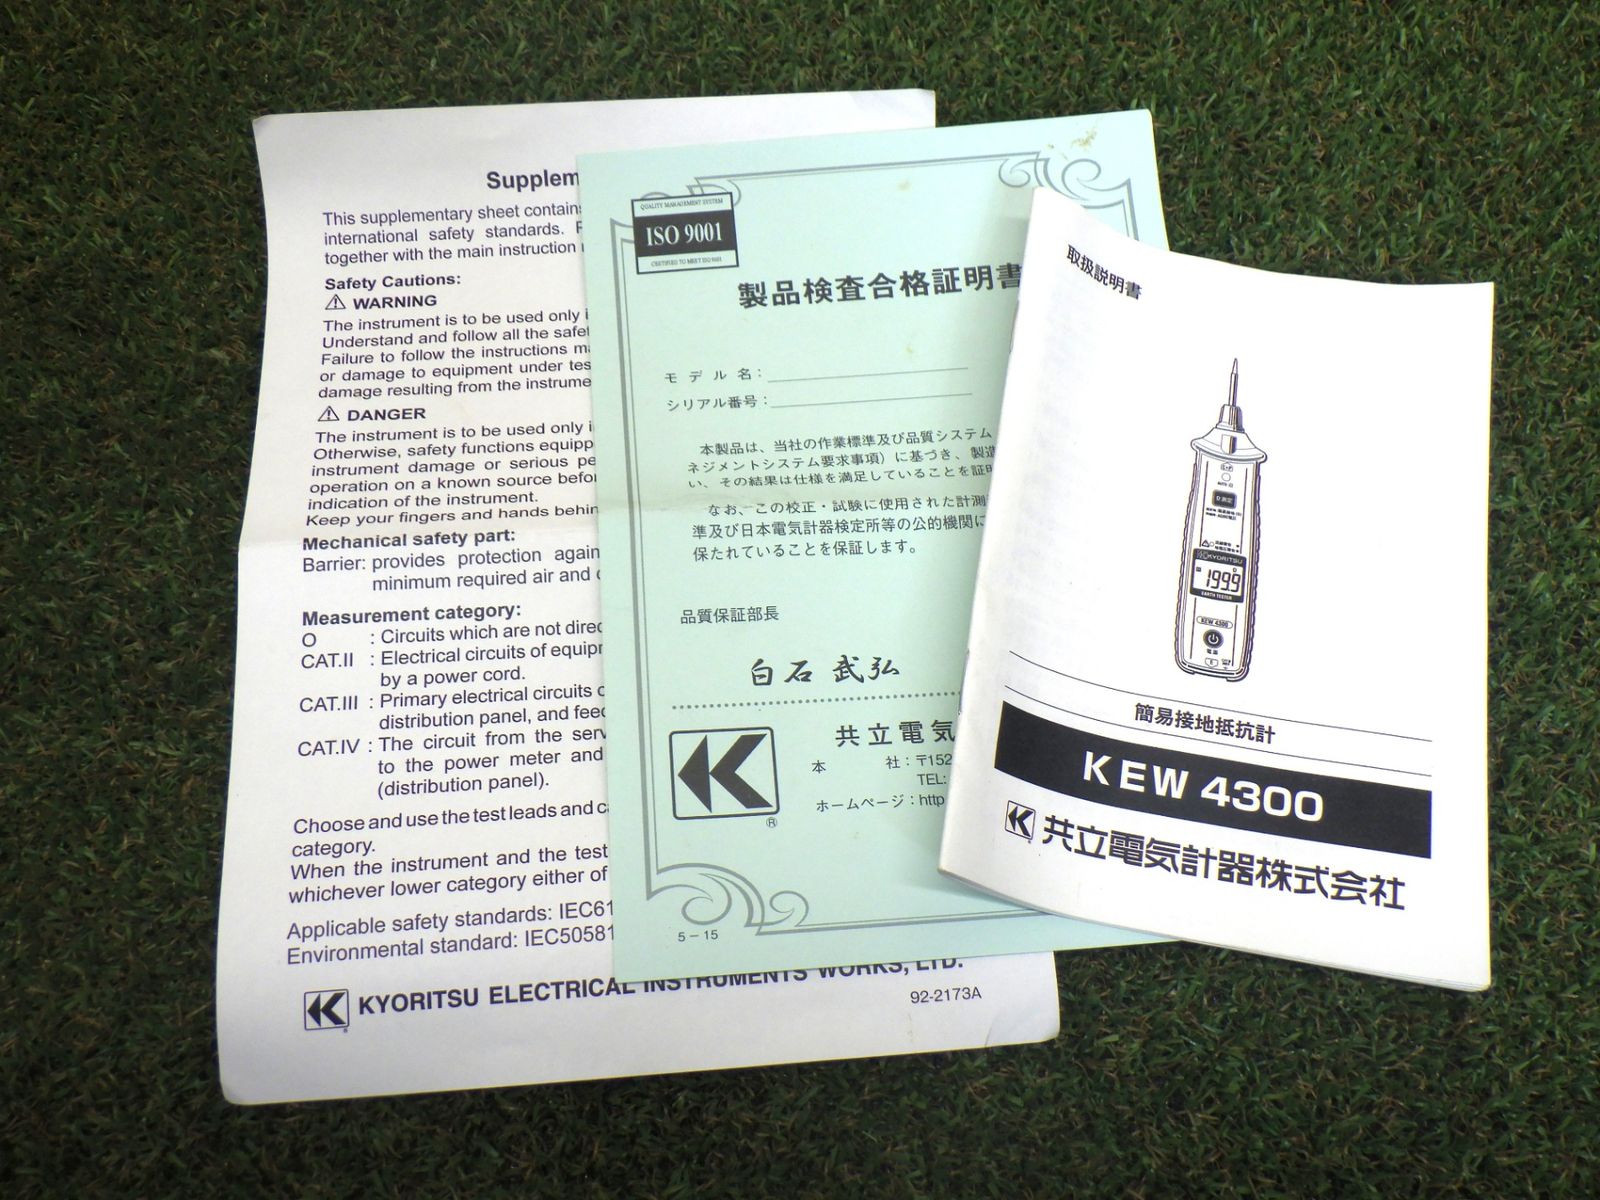 Supplem
This supplementary sheet contains
international safety standards.
together with the main instruction
Safety Cautions:
WARNING
The instrument is to be used only
Understand and follow all the safe
Failure to follow the instructions
or damage to equipment under tes
damage resulting from the instrume
DANGER
The instrument is to be used only
Otherwise, safety functions equipp
instrument damage or serious pe
operation on a known source befo
indication of the instrument.
Keep your fingers and hands behin
Mechanical safety part:
Barrier: provides protection again
minimum required air and
Measurement category:
O : Circuits which are not direc
CAT.II : Electrical circuits of equipm
by a power cord.
CAT.III : Primary electrical circuits
distribution panel, and feed
CAT.IV : The circuit from the serv
to the power meter and
(distribution panel).
Choose and use the test leads and
category.
When the instrument and the test
whichever lower category either of
Applicable safety standards: IEC61
Environmental standard: IEC50581
KYORITSU ELECTRICAL INSTRUMENTS WORKS, LTD.
92-2173A
QUALITY MANAGEMENT SYSTEM
ISO 9001
CERTIFIED TO MEET ISO 9001
製品検査合格証明書
モデル名：
シリアル番号：
本製品は、当社の作業標準及び品質システム
ネジメントシステム要求事項）に基づき、製造
い、その結果は仕様を満足していることを証明
なお、この校正・試験に使用された計測
準及び日本電気計器検定所等の公的機関に
保たれていることを保証します。
品質保証部長
白石 武弘
共立電気
本 社：〒152
TEL:
ホームページ：http
5－15
取扱説明書
KYORITSU
1999
EARTH TESTER
KEW 4300
簡易接地抵抗計
KEW 4300
共立電気計器株式会社